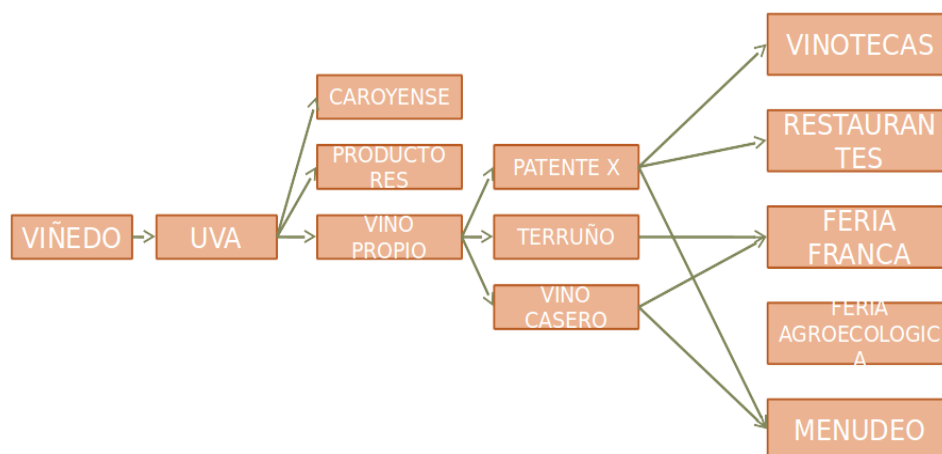 VIÑEDO
UVA
CAROYENSE
PRODUCTO
RES
VINO
PROPIO
PATENTE X
TERRUÑO
VINO
CASERO
VINOTECAS
RESTAURAN
TES
FERIA
FRANCA
FERIA
AGROECOLOGIC
A
MENUDEO